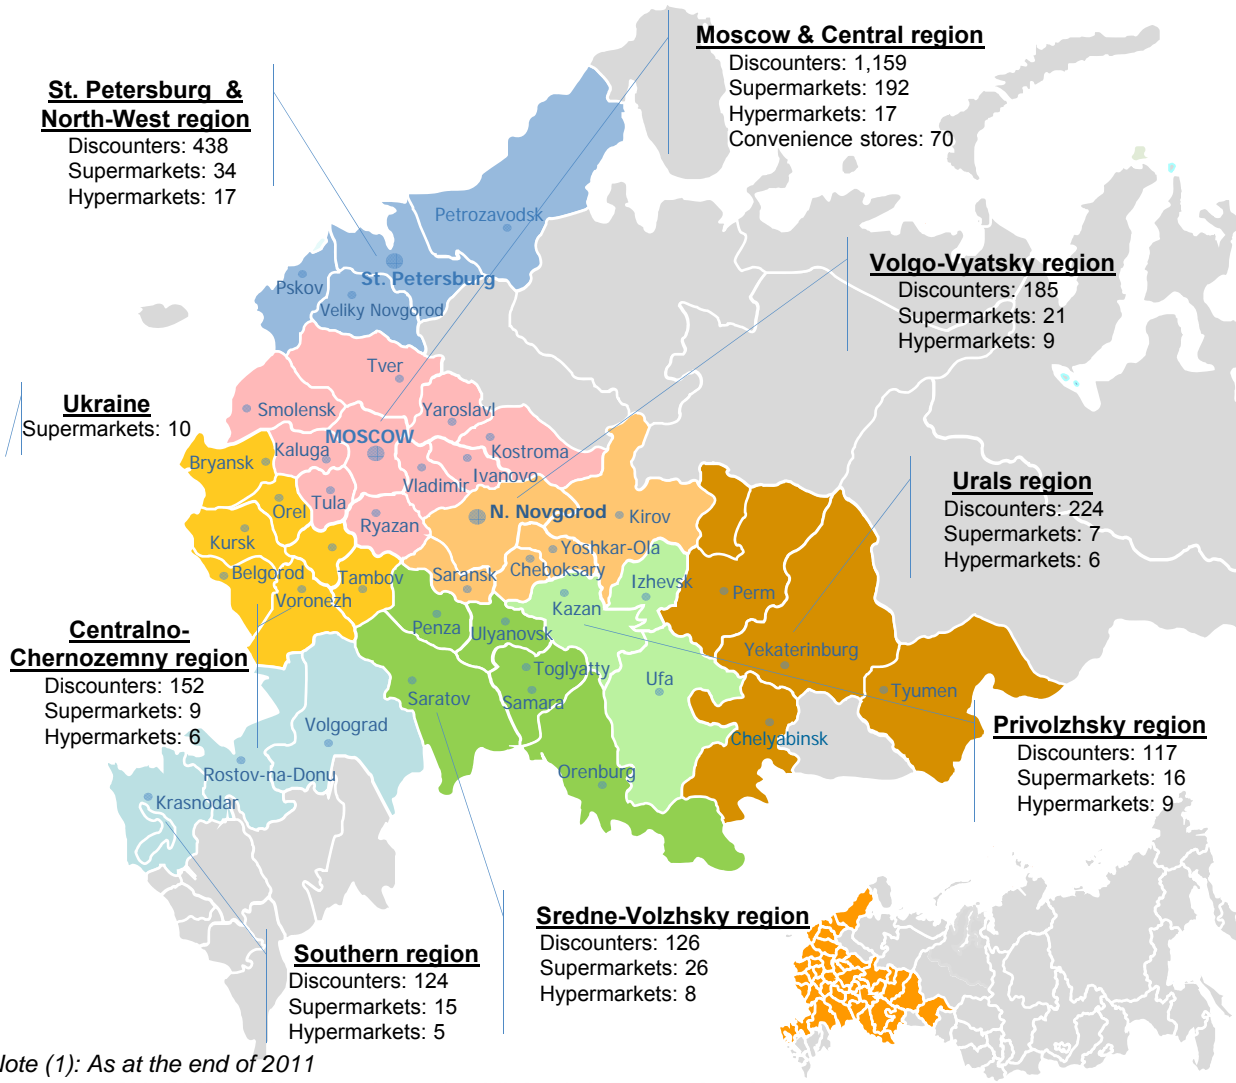 Moscow & Central region
Discounters: 1,159
Supermarkets: 192
Hypermarkets: 17
Convenience stores: 70
St. Petersburg &
North-West region
Discounters: 438
Supermarkets: 34
Hypermarkets: 17
Petrozavodsk
St. Petersburg
Pskov
Veliky Novgorod
Volgo-Vyatsky region
Discounters: 185
Supermarkets: 21
Hypermarkets: 9
Ukraine
Supermarkets: 10
Tver
Smolensk
Yaroslavl
MOSCOW
Kostroma
Kaluga
Bryansk
Ivanovo
Vladimir
Tula
Orel
Ryazan
N. Novgorod
Kirov
Kursk
Yoshkar-Ola
Cheboksary
Belgorod
Tambov
Saransk
Izhevsk
Voronezh
Kazan
Perm
Urals region
Discounters: 224
Supermarkets: 7
Hypermarkets: 6
Centralno-
Chernozemny region
Discounters: 152
Supermarkets: 9
Hypermarkets: 6
Penza
Ulyanovsk
Yekaterinburg
Toglyatty
Ufa
Tyumen
Saratov
Samara
Volgograd
Chelyabinsk
Rostov-na-Donu
Orenburg
Krasnodar
Privolzhsky region
Discounters: 117
Supermarkets: 16
Hypermarkets: 9
Sredne-Volzhsky region
Discounters: 126
Supermarkets: 26
Hypermarkets: 8
Southern region
Discounters: 124
Supermarkets: 15
Hypermarkets: 5
lote (1): As at the end of 2011